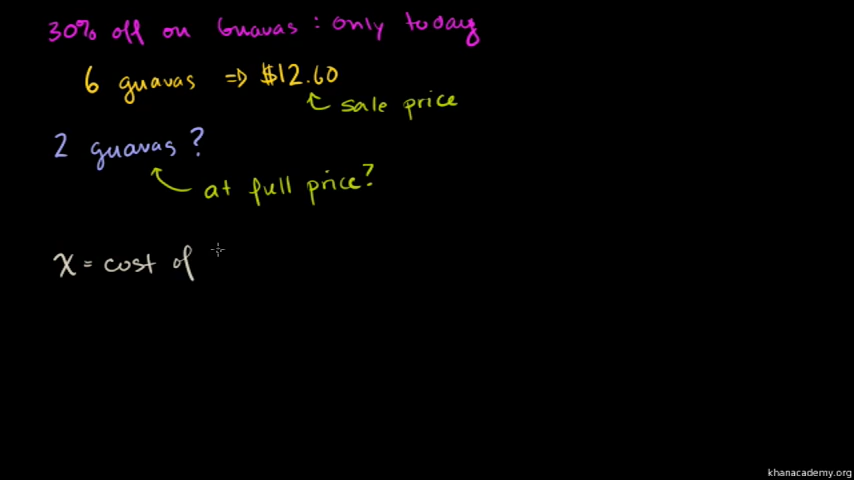 30% off on Guavas : only today
6 guavas => $12.60
sale price
2 guavas ?
at full price?
x = cost of
khanacademy.org